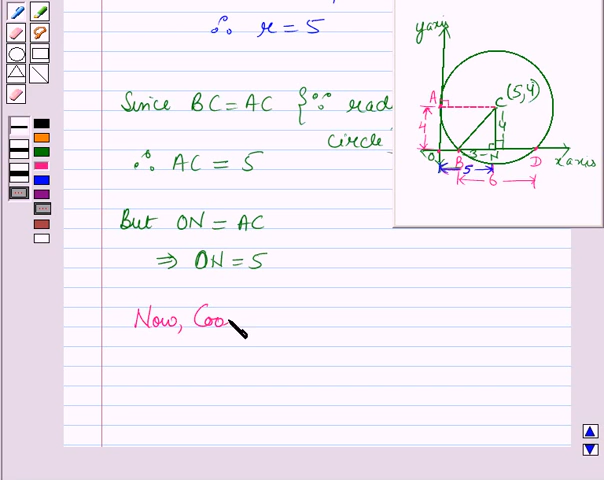 ∴ r = 5
Since BC = AC {∵ rad
circle
∴ AC = 5
But ON = AC
⇒ ON = 5
Now, Coo
y axis
C (5,4)
A
4
4
O
B
3
N
D
x axis
5
6